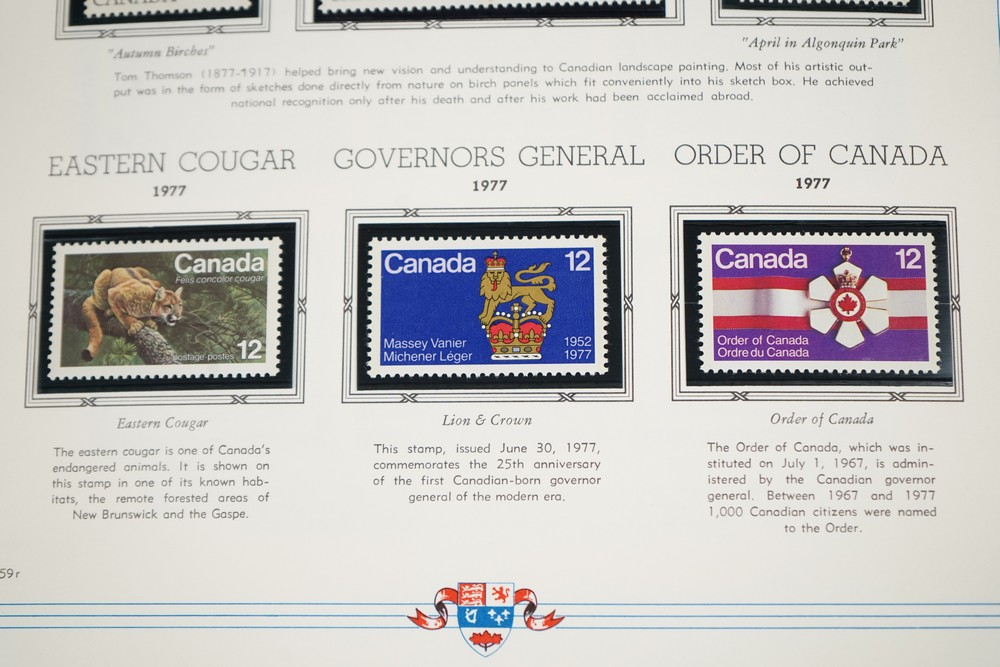 CANADA
"Autumn Birches"
"April in Algonquin Park"
Tom Thomson (1877-1917) helped bring new vision and understanding to Canadian landscape painting. Most of his artistic out-
put was in the form of sketches done directly from nature on birch panels which fit conveniently into his sketch box. He achieved
national recognition only after his death and after his work had been acclaimed abroad.
EASTERN COUGAR
1977
Canada
Felis concolor cougar
postage-postes 12
Eastern Cougar
The eastern cougar is one of Canada's
endangered animals. It is shown on
this stamp in one of its known hab-
itats, the remote forested areas of
New Brunswick and the Gaspe.
GOVERNORS GENERAL
1977
Canada 12
Massey Vanier 1952
Michener Léger 1977
Lion & Crown
This stamp, issued June 30, 1977,
commemorates the 25th anniversary
of the first Canadian-born governor
general of the modern era.
ORDER OF CANADA
1977
Canada 12
Order of Canada
Ordre du Canada
Order of Canada
The Order of Canada, which was in-
stituted on July 1, 1967, is admin-
istered by the Canadian governor
general. Between 1967 and 1977
1,000 Canadian citizens were named
to the Order.
59r